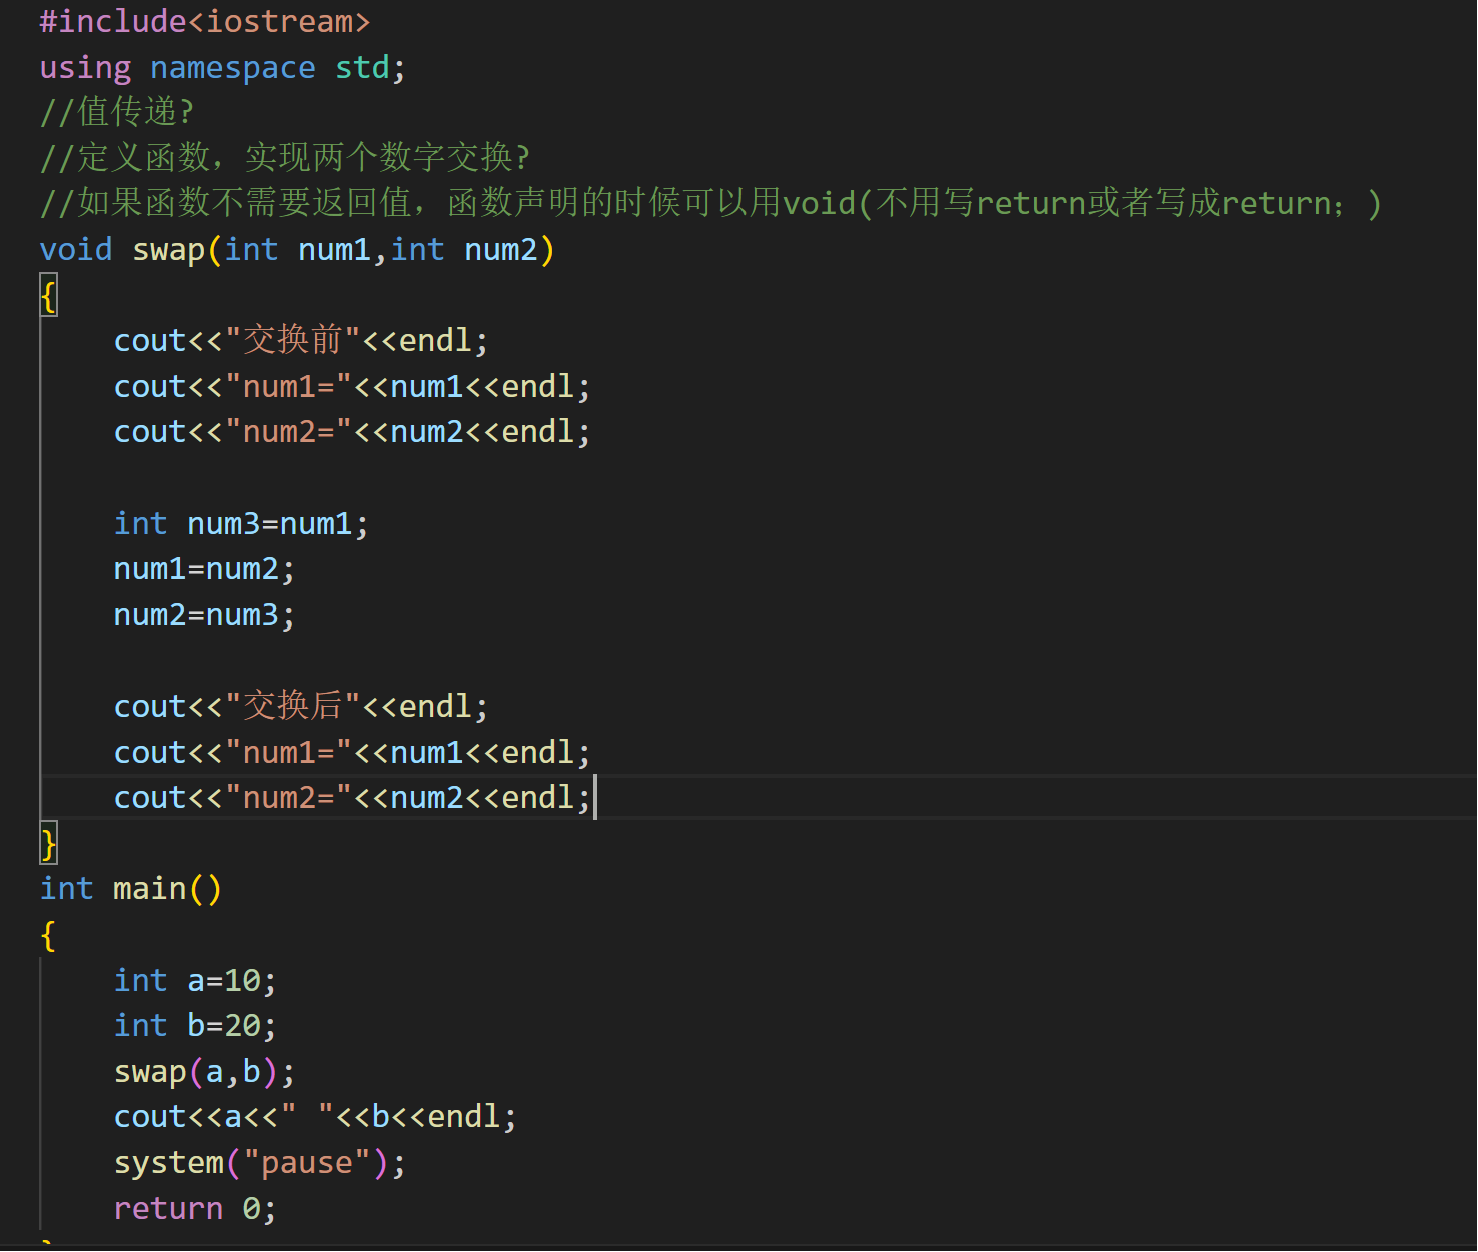 #include<iostream>
using namespace std;
//值传递?
//定义函数，实现两个数字交换?
//如果函数不需要返回值，函数声明的时候可以用void(不用写return或者写成return；)
void swap(int num1,int num2)
{
    cout<<"交换前"<<endl;
    cout<<"num1="<<num1<<endl;
    cout<<"num2="<<num2<<endl;

    int num3=num1;
    num1=num2;
    num2=num3;

    cout<<"交换后"<<endl;
    cout<<"num1="<<num1<<endl;
    cout<<"num2="<<num2<<endl;
}
int main()
{
    int a=10;
    int b=20;
    swap(a,b);
    cout<<a<<" "<<b<<endl;
    system("pause");
    return 0;